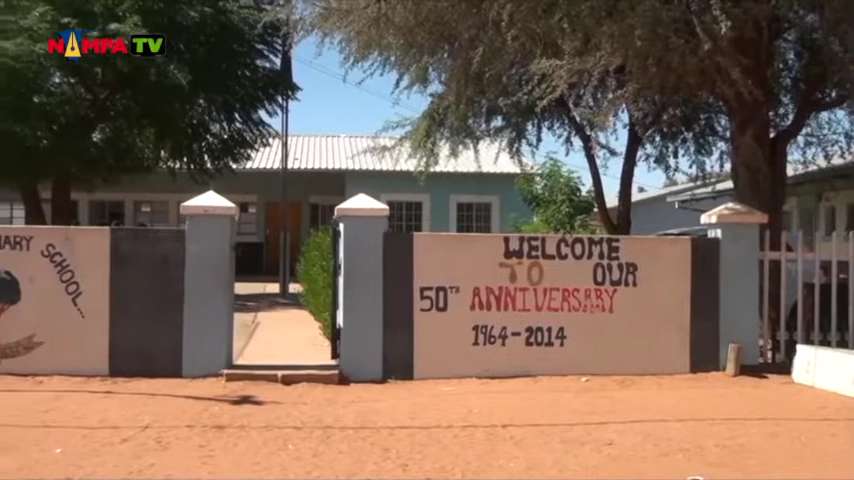 NAMPA TV
ARY
SCHOOL...
WELCOME
TO OUR
50TH ANNIVERSARY
1964-2014